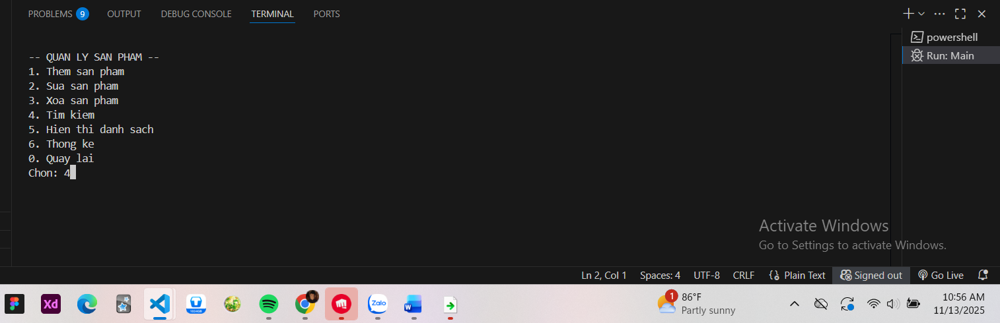 PROBLEMS 9 OUTPUT DEBUG CONSOLE TERMINAL PORTS
powershell
Run: Main
-- QUAN LY SAN PHAM --
1. Them san pham
2. Sua san pham
3. Xoa san pham
4. Tim kiem
5. Hien thi danh sach
6. Thong ke
0. Quay lai
Chon: 4
Activate Windows
Go to Settings to activate Windows.
Ln 2, Col 1 Spaces: 4 UTF-8 CRLF Plain Text Signed out Go Live
Xd
Zalo
W
1
86°F
Partly sunny
10:56 AM
11/13/2025